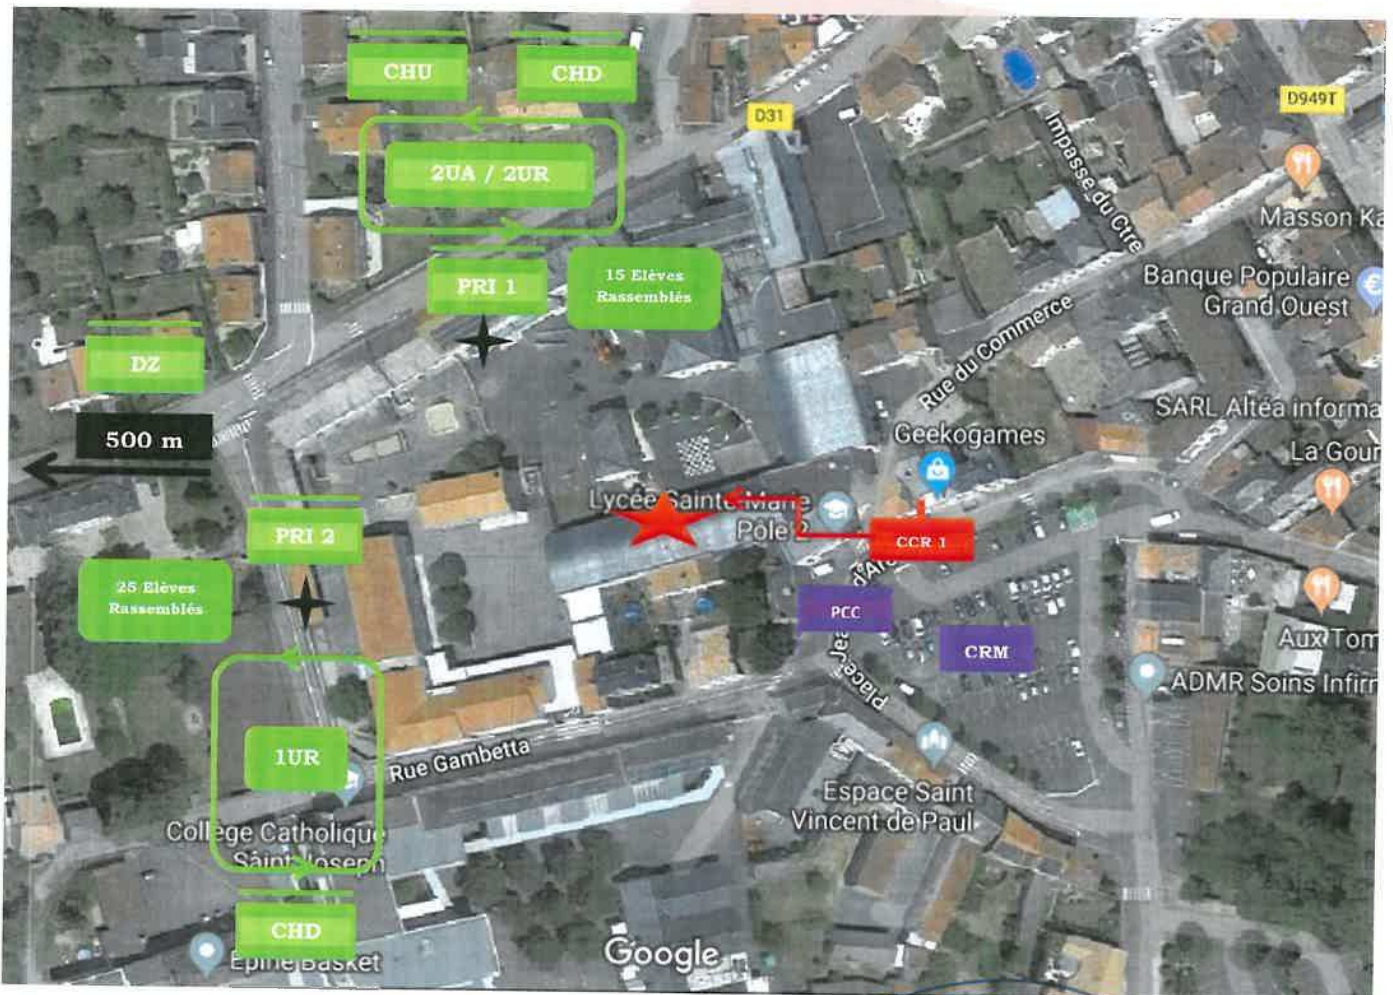 CHU
CHD
D31
D949T
2UA / 2UR
Impasse du Ctre
Masson Ka
PRI 1
15 Elèves
Rassemblés
Banque Populaire
Grand Ouest
Rue du Commerce
DZ
500 m
SARL Altéa informa
Geekogames
La Gour
Lycée Sainte Marie
Pôle 2
PRI 2
CCR 1
25 Elèves
Rassemblés
PCC
CRM
Aux Tom
Place Jea
d'Arc
ADMR Soins Infirm
1UR
Rue Gambetta
Espace Saint
Vincent de Paul
Collège Catholique
Saint Joseph
CHD
Epine Basket
Google